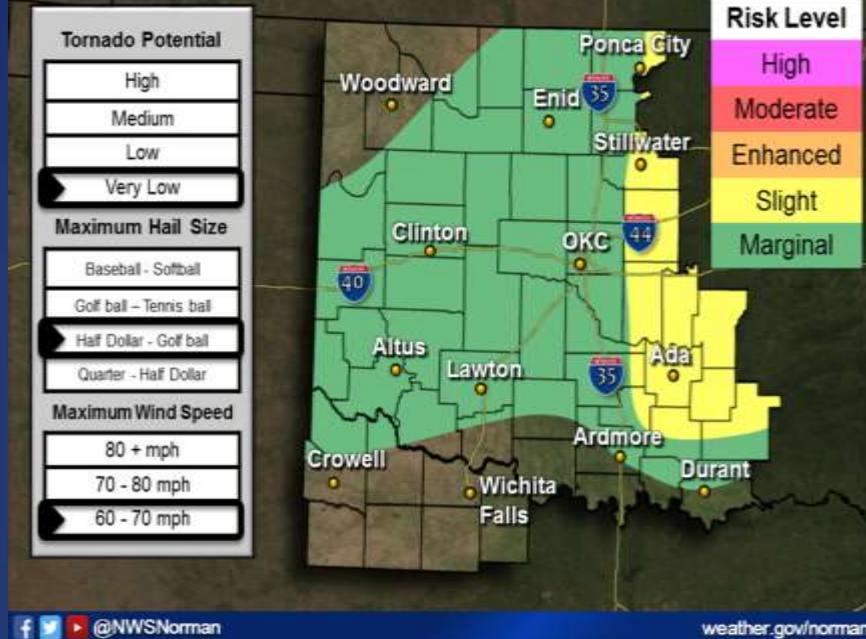 Tornado Potential
High
Medium
Low
Very Low
Maximum Hail Size
Baseball - Softball
Golf ball – Tennis ball
Half Dollar - Golf ball
Quarter - Half Dollar
Maximum Wind Speed
80 + mph
70 - 80 mph
60 - 70 mph
Risk Level
High
Moderate
Enhanced
Slight
Marginal
Ponca City
Woodward
Enid
35
Stillwater
Clinton
OKC
44
40
Altus
Lawton
35
Ada
Ardmore
Crowell
Durant
Wichita
Falls
@NWSNorman
weather.gov/norman